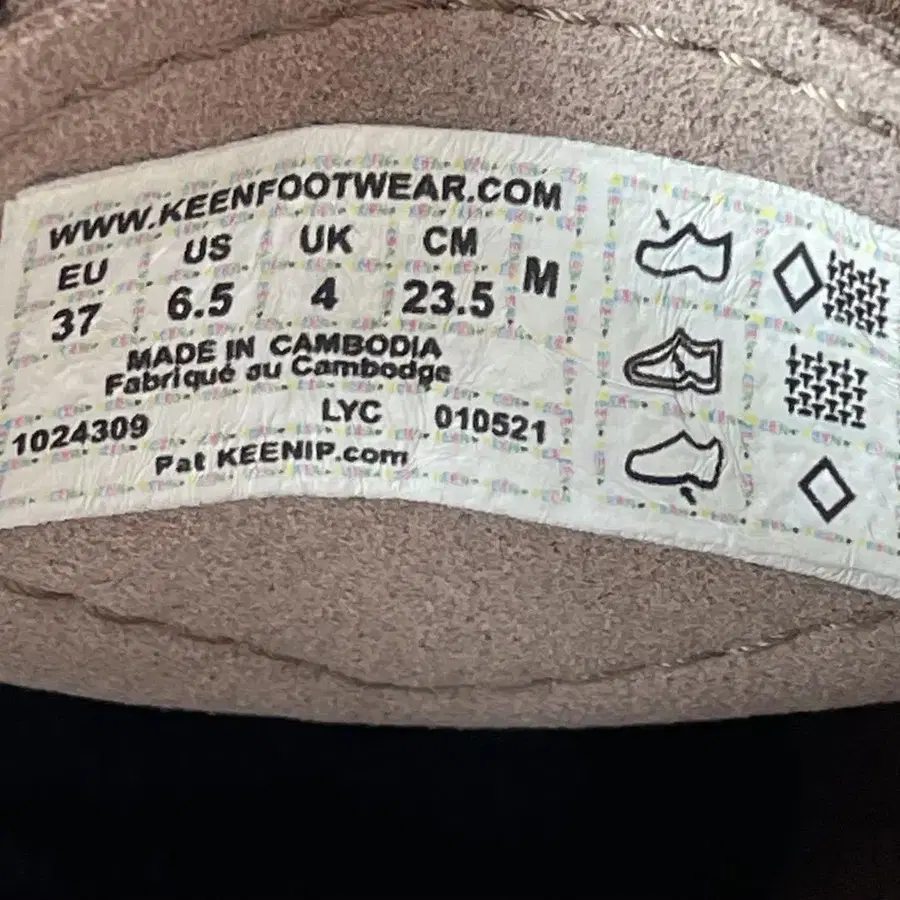 WWW.KEENFOOTWEAR.COM
EU US UK CM
37 6.5 4 23.5 M
MADE IN CAMBODIA
Fabriqué au Cambodge
1024309 LYC 010521
Pat KEENIP.com